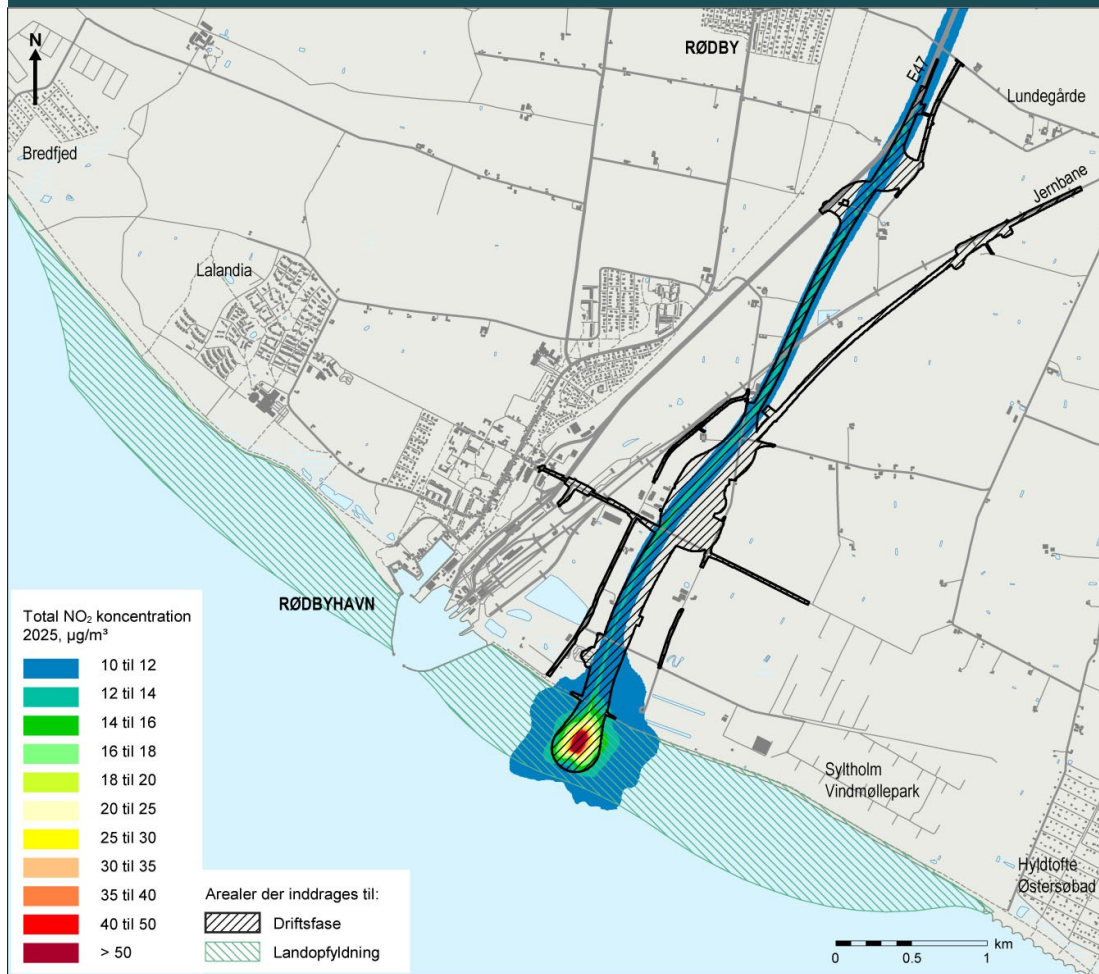 N
RØDBY
E47
Lundegårde
Bredfjed
Jernbane
Lalandia
RØDBYHAVN
Total NO₂ koncentration
2025, µg/m³
10 til 12
12 til 14
14 til 16
16 til 18
18 til 20
20 til 25
25 til 30
30 til 35
35 til 40
40 til 50
> 50
Arealer der inddrages til:
Driftsfase
Landopfyldning
Syltholm
Vindmøllepark
Hyldtofte
Østersøbad
km
0 0.5 1